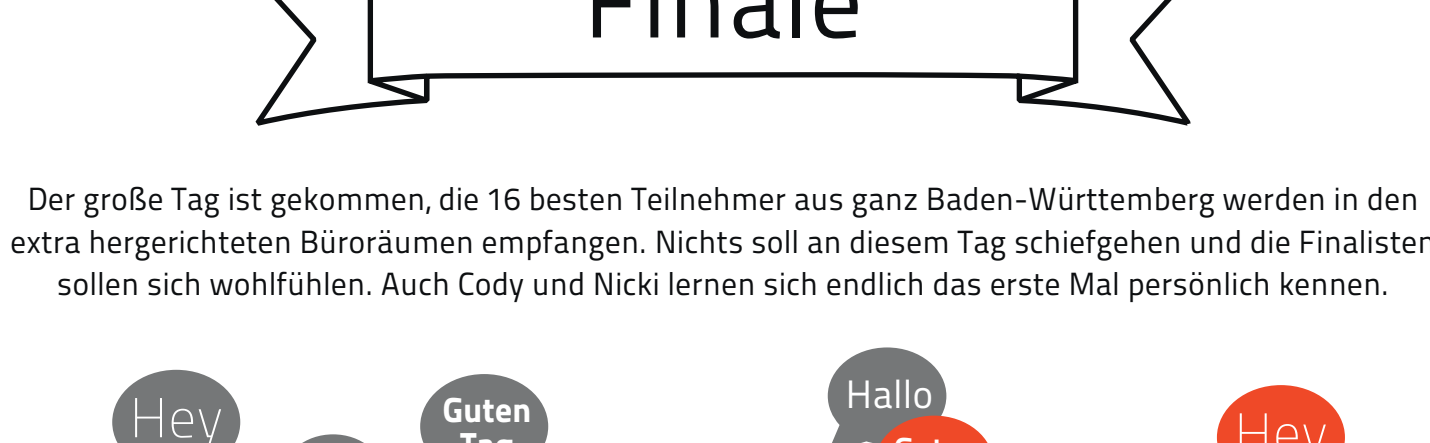 Finale
Der große Tag ist gekommen, die 16 besten Teilnehmer aus ganz Baden-Württemberg werden in den
extra hergerichteten Büroräumen empfangen. Nichts soll an diesem Tag schiefgehen und die Finalisten
sollen sich wohlfühlen. Auch Cody und Nicki lernen sich endlich das erste Mal persönlich kennen.
Hey
Guten
Tag
Hallo
Hey